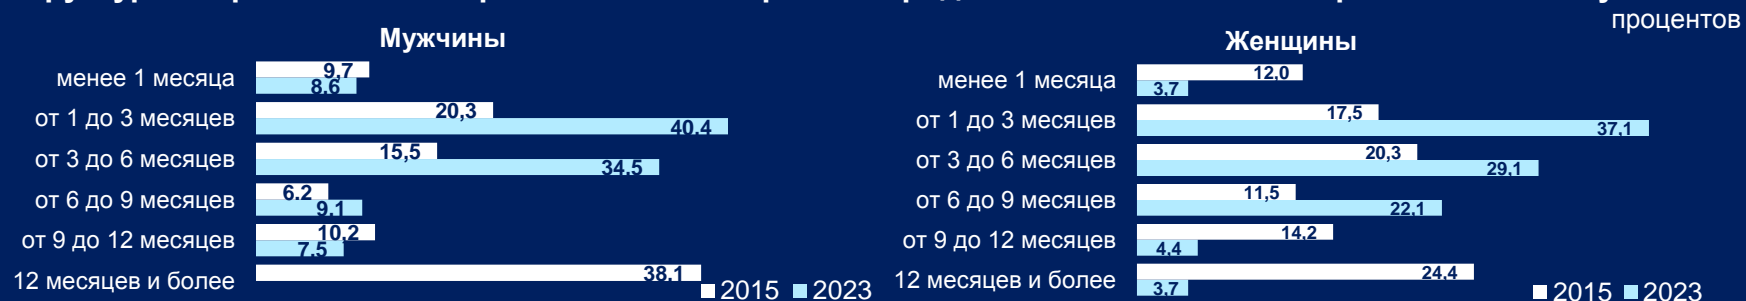 процентов
Мужчины
менее 1 месяца
9,7
8,6
от 1 до 3 месяцев
20,3
40,4
от 3 до 6 месяцев
15,5
34,5
от 6 до 9 месяцев
6,2
9,1
от 9 до 12 месяцев
10,2
7,5
12 месяцев и более
38,1
2015 2023
Женщины
менее 1 месяца
12,0
3,7
от 1 до 3 месяцев
17,5
37,1
от 3 до 6 месяцев
20,3
29,1
от 6 до 9 месяцев
11,5
22,1
от 9 до 12 месяцев
14,2
4,4
12 месяцев и более
24,4
3,7
2015 2023